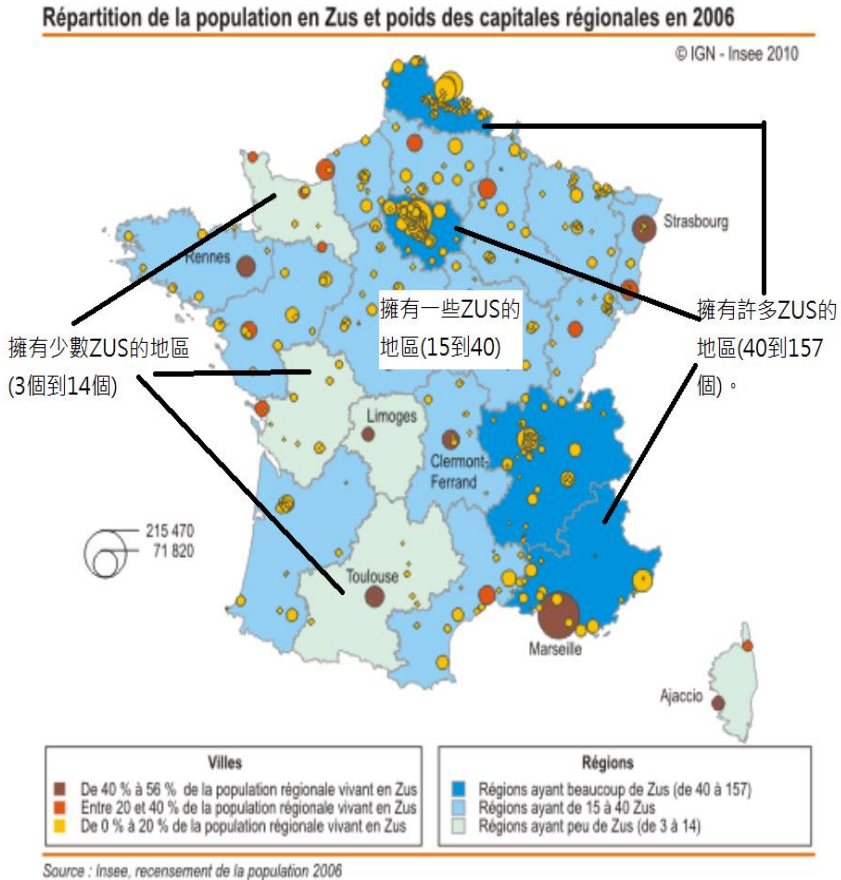 Répartition de la population en Zus et poids des capitales régionales en 2006
© IGN - Insee 2010
Strasbourg
Rennes
擁有少數ZUS的地區
(3個到14個)
擁有一些ZUS的
地區(15到40)
擁有許多ZUS的
地區(40到157
個)。
Limoges
Clermont-
Ferrand
215 470
71 820
Toulouse
Marseille
Ajaccio
Villes
De 40 % à 56 % de la population régionale vivant en Zus
Entre 20 et 40 % de la population régionale vivant en Zus
De 0 % à 20 % de la population régionale vivant en Zus
Régions
Régions ayant beaucoup de Zus (de 40 à 157)
Régions ayant de 15 à 40 Zus
Régions ayant peu de Zus (de 3 à 14)
Source : Insee, recensement de la population 2006